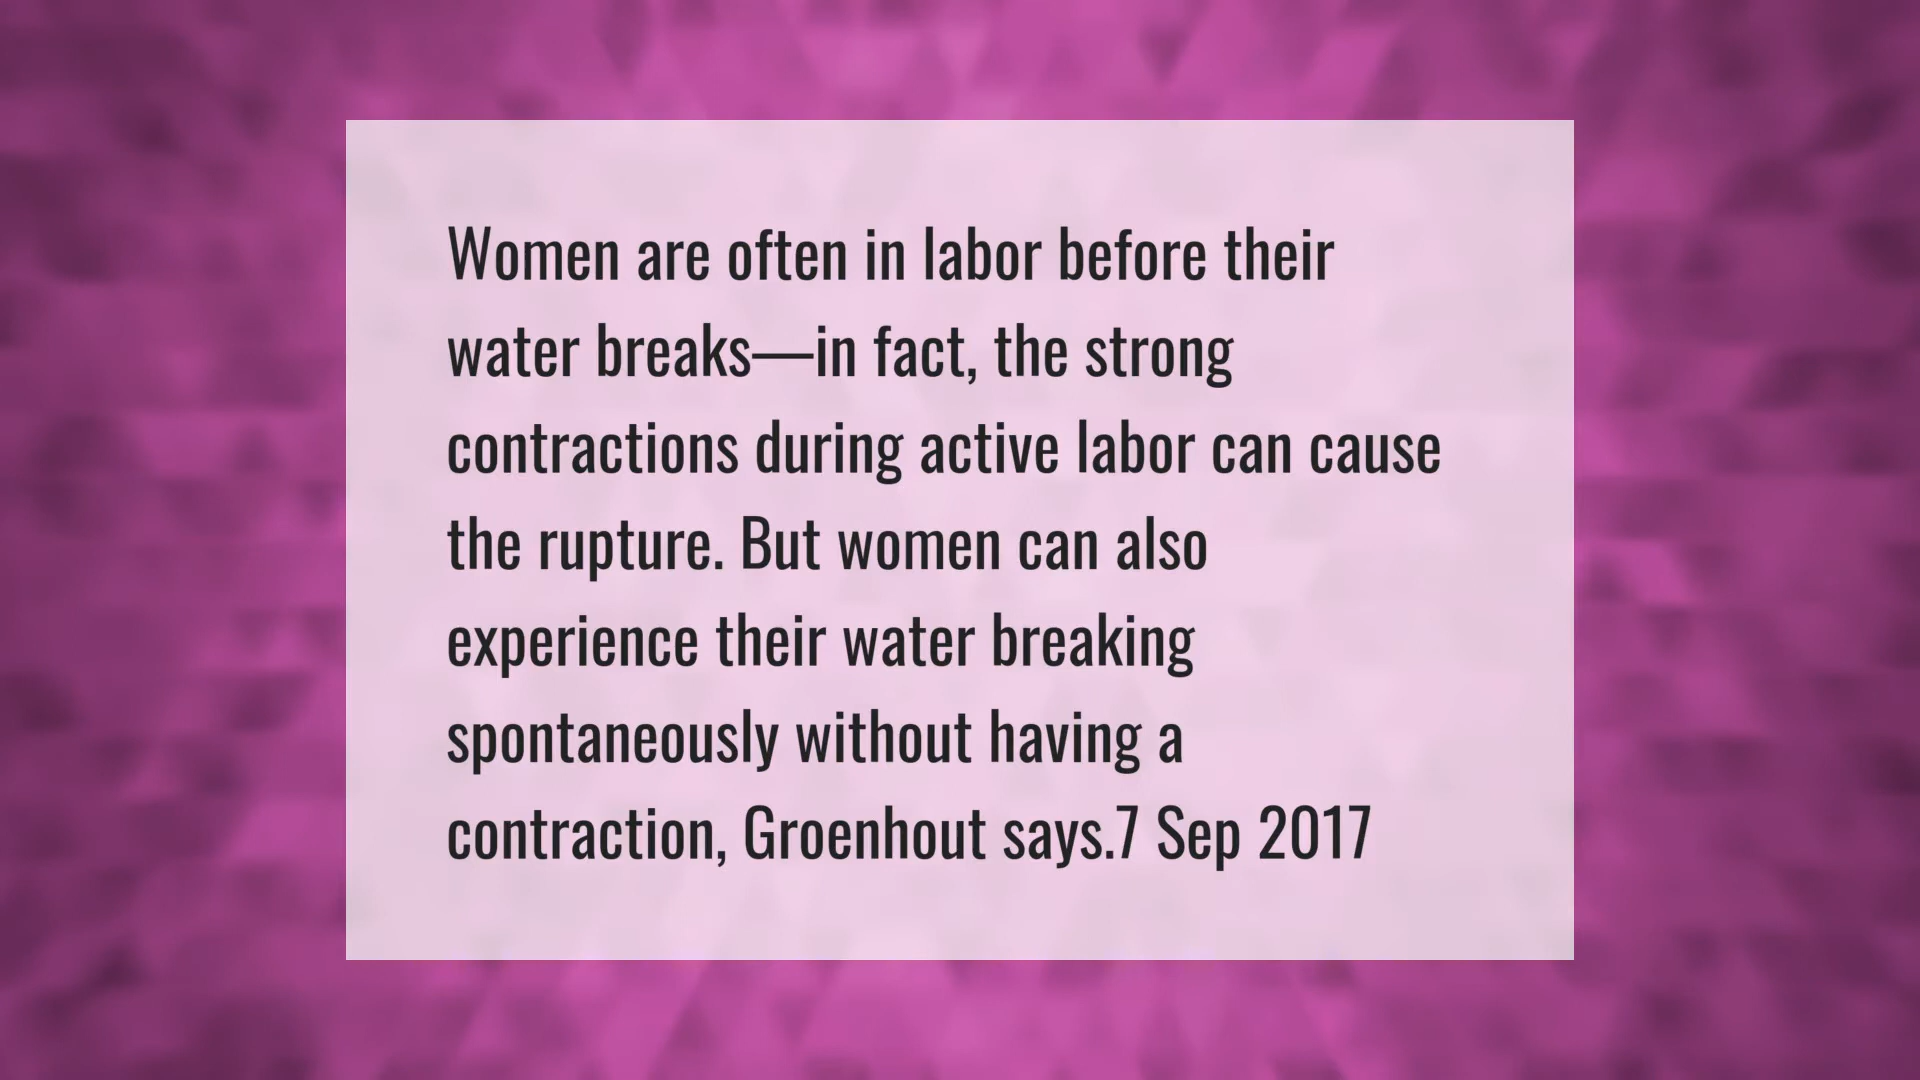 Women are often in labor before their
water breaks—in fact, the strong
contractions during active labor can cause
the rupture. But women can also
experience their water breaking
spontaneously without having a
contraction, Groenhout says.7 Sep 2017